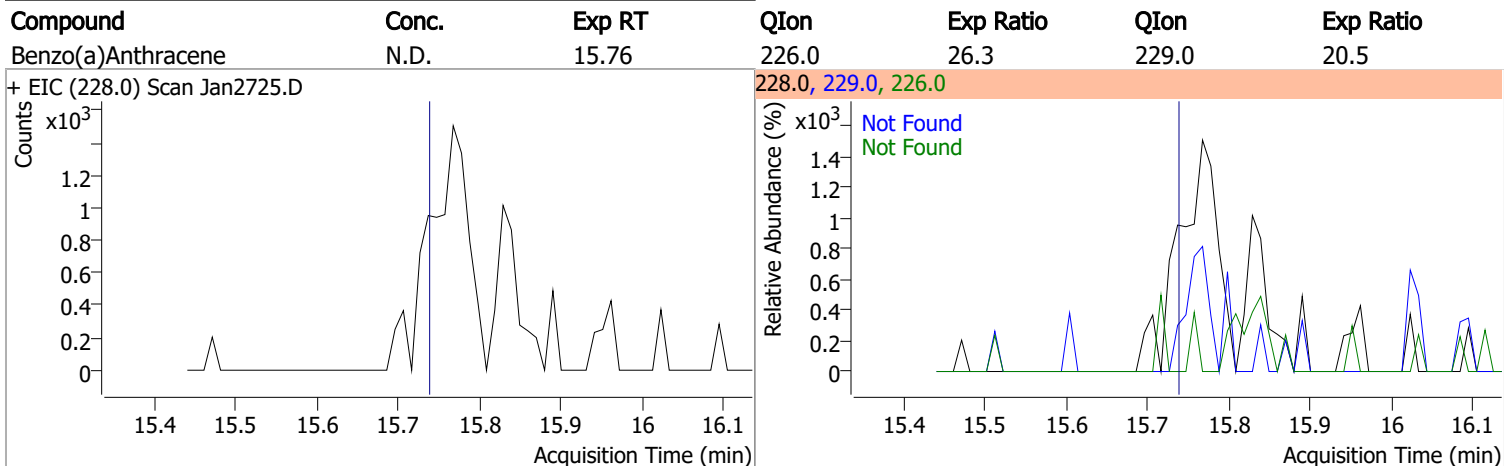 Compound Conc. Exp RT QIon Exp Ratio QIon Exp Ratio
Benzo(a)Anthracene N.D. 15.76 226.0 26.3 229.0 20.5
+ EIC (228.0) Scan Jan2725.D
Counts
x10³
1.2
1
0.8
0.6
0.4
0.2
0
15.4 15.5 15.6 15.7 15.8 15.9 16 16.1
Acquisition Time (min)
228.0, 229.0, 226.0
Relative Abundance (%)
x10³
Not Found
Not Found
1.4
1.2
1
0.8
0.6
0.4
0.2
0
15.4 15.5 15.6 15.7 15.8 15.9 16 16.1
Acquisition Time (min)